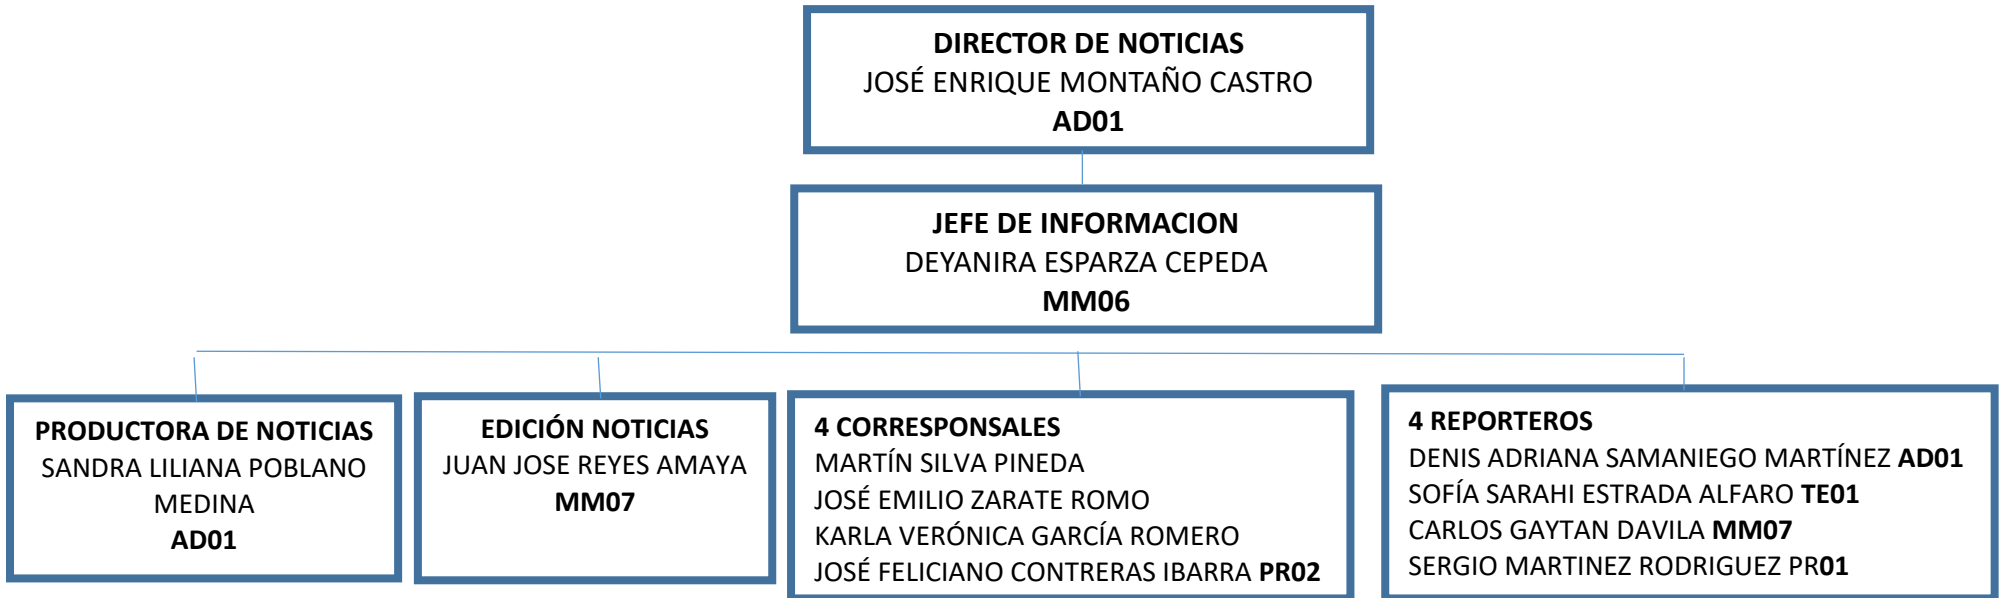 DIRECTOR DE NOTICIAS
JOSÉ ENRIQUE MONTAÑO CASTRO
AD01
JEFE DE INFORMACION
DEYANIRA ESPARZA CEPEDA
MM06
PRODUCTORA DE NOTICIAS
SANDRA LILIANA POBLANO
MEDINA
AD01
EDICIÓN NOTICIAS
JUAN JOSE REYES AMAYA
MM07
4 CORRESPONSALES
MARTÍN SILVA PINEDA
JOSÉ EMILIO ZARATE ROMO
KARLA VERÓNICA GARCÍA ROMERO
JOSÉ FELICIANO CONTRERAS IBARRA PR02
4 REPORTEROS
DENIS ADRIANA SAMANIEGO MARTÍNEZ AD01
SOFÍA SARAHI ESTRADA ALFARO TE01
CARLOS GAYTAN DAVILA MM07
SERGIO MARTINEZ RODRIGUEZ PR01